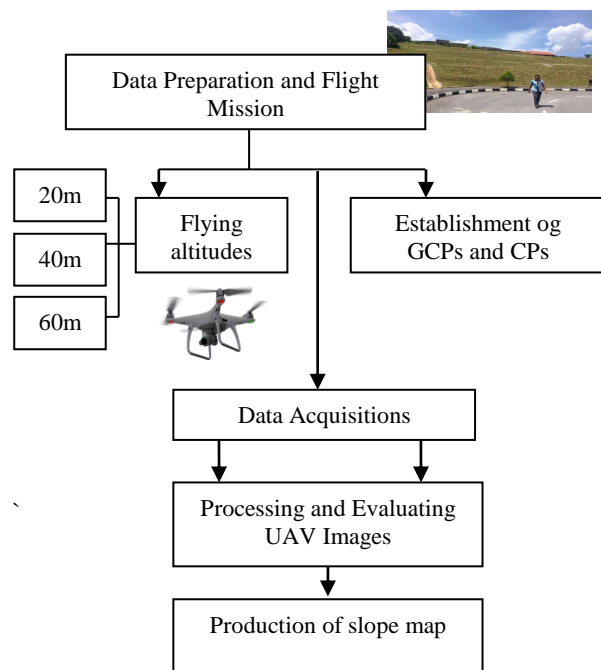 Data Preparation and Flight
Mission
20m
40m
60m
Flying
altitudes
Establishment og
GCPs and CPs
Data Acquisitions
`
Processing and Evaluating
UAV Images
Production of slope map